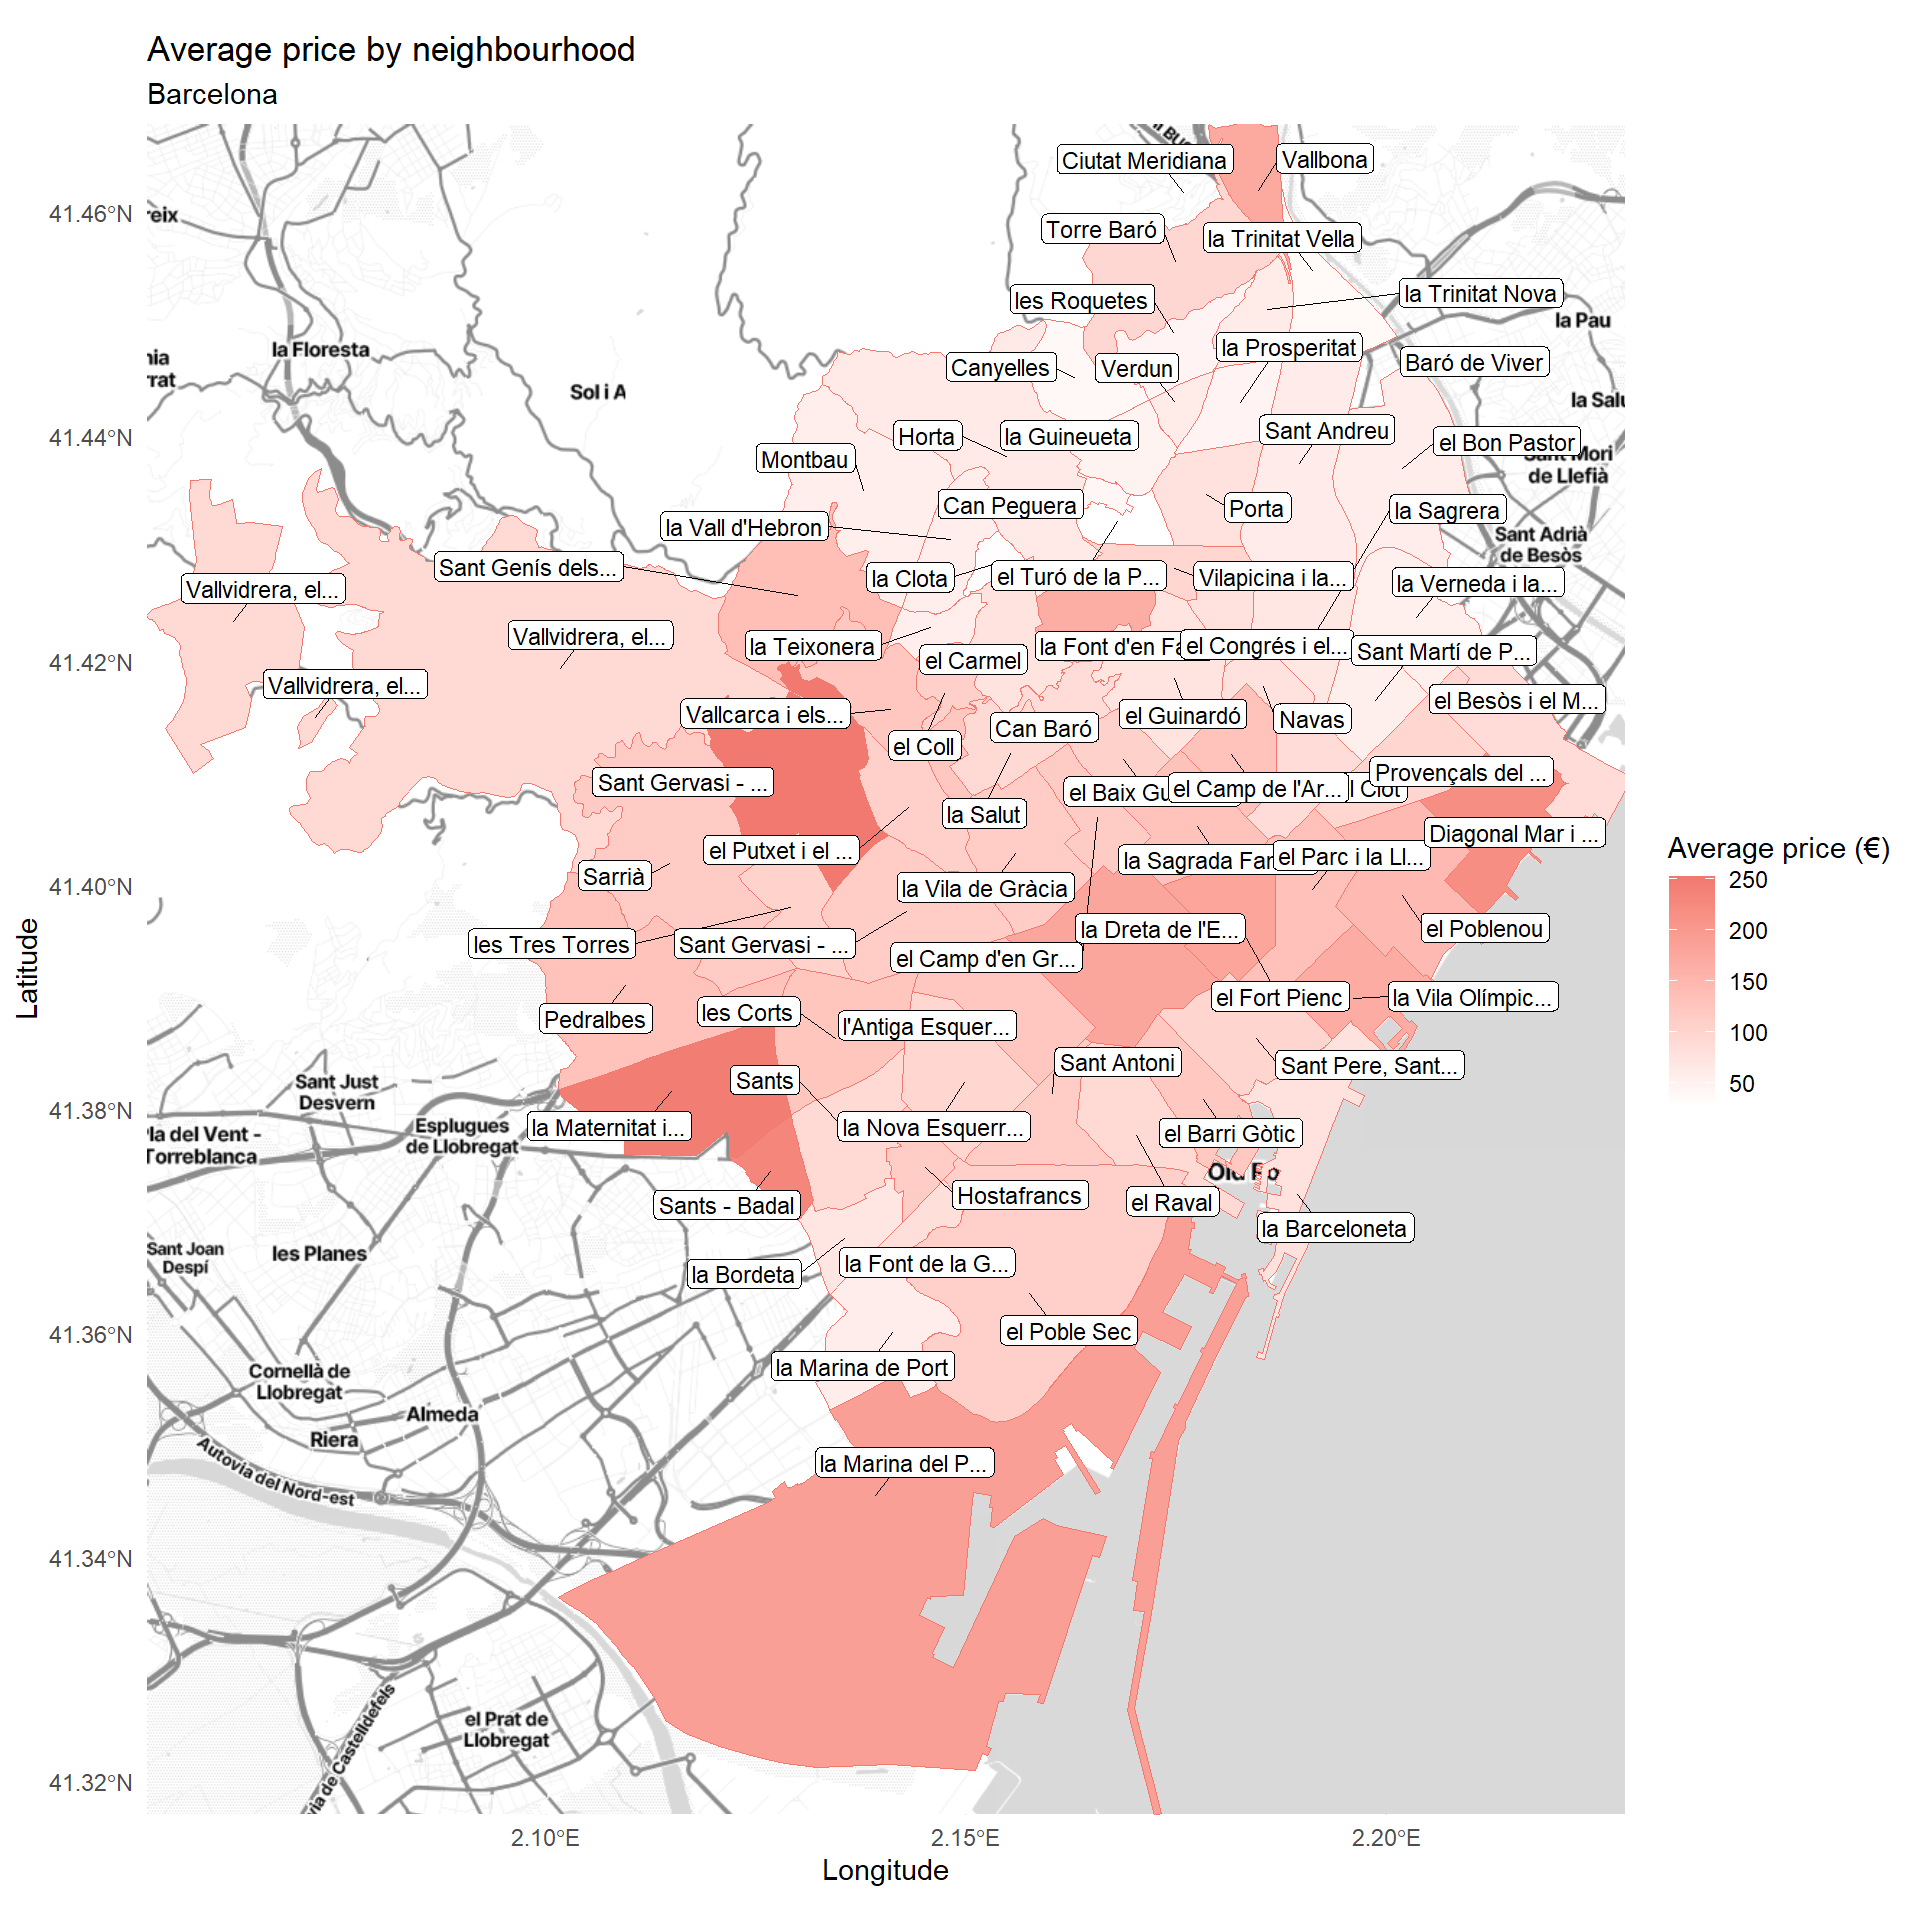 Average price by neighbourhood
Barcelona
Ciutat Meridiana
Vallbona
41.46°N
reix
Torre Baró
la Trinitat Vella
les Roquetes
la Trinitat Nova
la Pau
la Floresta
nia
rrat
la Prosperitat
Canyelles
Verdun
Baró de Viver
Sol i A
la Salu
41.44°N
Horta
la Guineueta
Sant Andreu
el Bon Pastor
Montbau
Sant Mori
de Llefià
Can Peguera
Porta
la Sagrera
la Vall d'Hebron
Sant Adrià
de Besòs
Sant Genís dels...
la Clota
el Turó de la P...
Vilapicina i la...
la Verneda i la...
Vallvidrera, el...
Vallvidrera, el...
la Teixonera
el Carmel
la Font d'en Fa
el Congrés i el...
Sant Martí de P...
41.42°N
Vallvidrera, el...
el Besòs i el M...
Vallcarca i els...
el Coll
Can Baró
el Guinardó
Navas
Sant Gervasi - ...
la Salut
el Baix Gu
el Camp de l'Ar...
l Clot
Provençals del ...
Diagonal Mar i ...
el Putxet i el ...
la Sagrada Far
el Parc i la Ll...
Sarrià
41.40°N
la Vila de Gràcia
les Tres Torres
Sant Gervasi - ...
el Camp d'en Gr...
la Dreta de l'E...
el Poblenou
Pedralbes
les Corts
l'Antiga Esquer...
el Fort Pienc
la Vila Olímpic...
Sant Antoni
Sant Pere, Sant...
Sants
Sant Just
Desvern
41.38°N
Esplugues
de Llobregat
la Maternitat i...
la Nova Esquerr...
el Barri Gòtic
Pla del Vent -
Torreblanca
Sants - Badal
Hostafrancs
el Raval
la Barceloneta
Sant Joan
Despí
les Planes
la Bordeta
la Font de la G...
41.36°N
el Poble Sec
la Marina de Port
Cornellà de
Llobregat
Almeda
Riera
la Marina del P...
Autovia del Nord-est
41.34°N
el Prat de
Llobregat
via de Castelldefels
41.32°N
2.10°E
2.15°E
2.20°E
Longitude
Latitude
Average price (€)
250
200
150
100
50